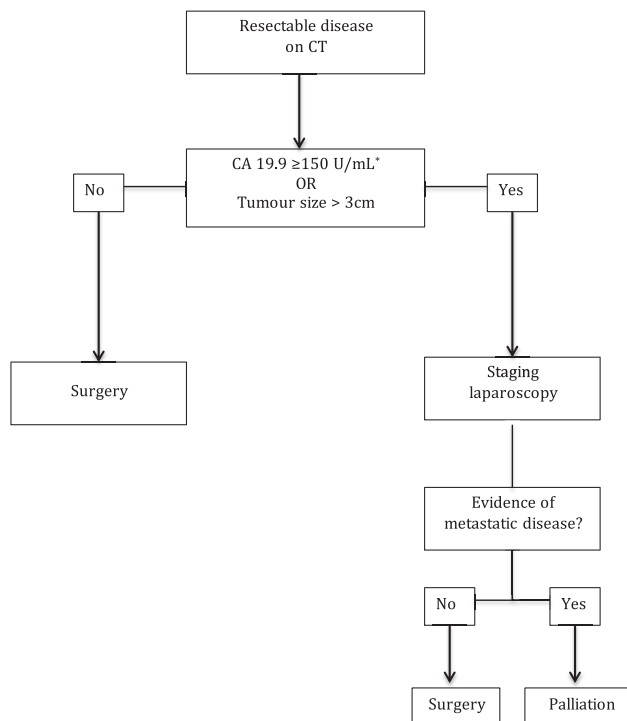 Resectable disease
on CT
CA 19.9 ≥150 U/mL*
OR
Tumour size > 3cm
No
Yes
Surgery
Staging
laparoscopy
Evidence of
metastatic disease?
No
Yes
Surgery
Palliation